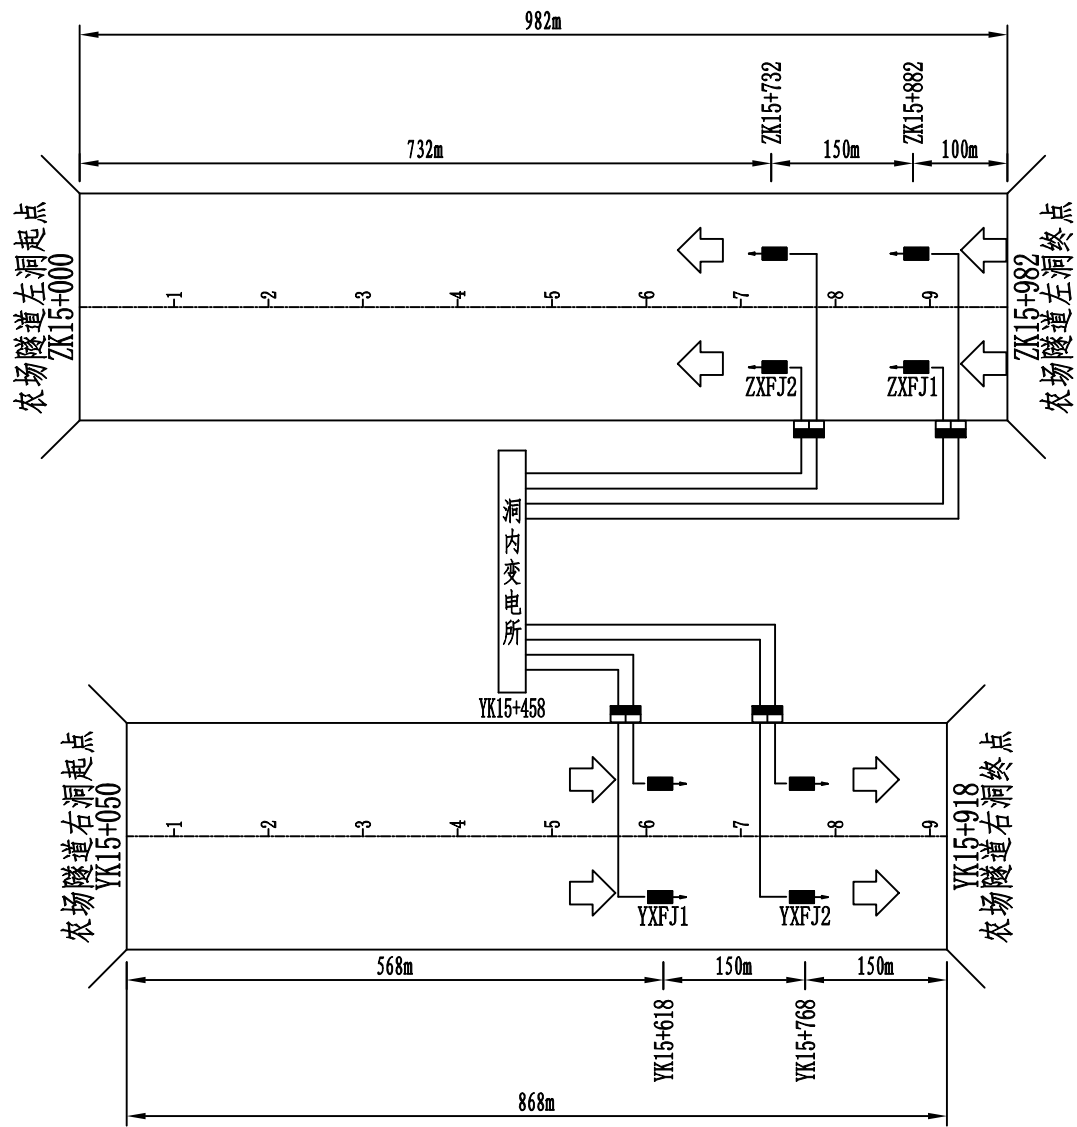 982m
ZK15+732
ZK15+882
732m
150m
100m
农场隧道左洞起点
ZK15+000
1
2
3
4
5
6
7
8
9
ZXFJ2
ZXFJ1
ZK15+982
农场隧道左洞终点
洞内变电所
YK15+458
农场隧道右洞起点
YK15+050
1
2
3
4
5
6
7
8
9
YXFJ1
YXFJ2
YK15+918
农场隧道右洞终点
568m
150m
150m
YK15+618
YK15+768
868m